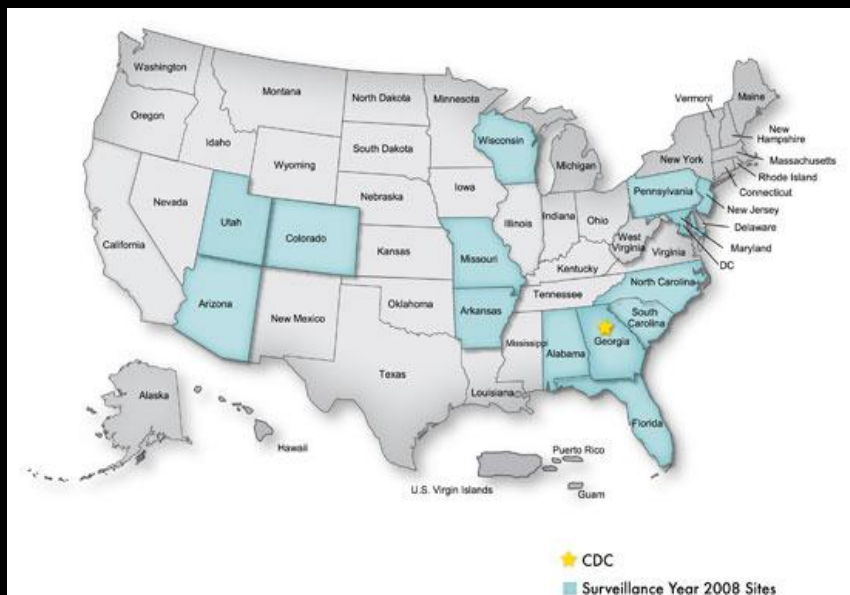 Washington
Montana
North Dakota
Minnesota
Vermont
Maine
Oregon
Idaho
South Dakota
Wisconsin
Michigan
New York
New
Hampshire
Massachusetts
Rhode Island
Connecticut
Wyoming
Nevada
Utah
Colorado
Nebraska
Iowa
Illinois
Indiana
Ohio
Pennsylvania
New Jersey
Delaware
Maryland
DC
California
Kansas
Missouri
West
Virginia
Virginia
Kentucky
North Carolina
Arizona
New Mexico
Oklahoma
Arkansas
Tennessee
South
Carolina
Texas
Louisiana
Mississippi
Alabama
Georgia
Florida
Alaska
Hawaii
Puerto Rico
U.S. Virgin Islands
Guam
CDC
Surveillance Year 2008 Sites